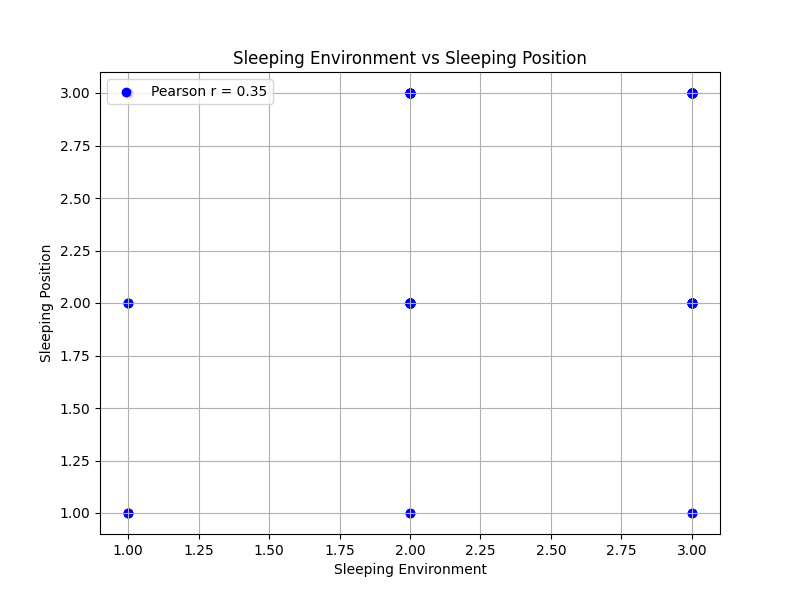 Sleeping Environment vs Sleeping Position
Pearson r = 0.35
3.00
2.75
2.50
2.25
2.00
1.75
1.50
1.25
1.00
Sleeping Position
1.00 1.25 1.50 1.75 2.00 2.25 2.50 2.75 3.00
Sleeping Environment